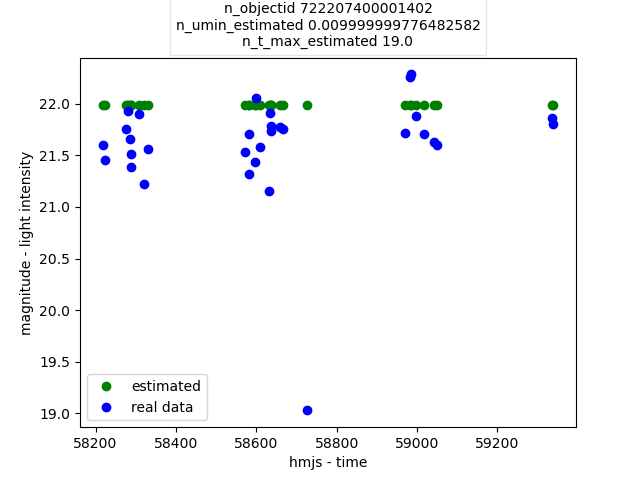 n_objectid 722207400001402
n_umin_estimated 0.009999999776482582
n_t_max_estimated 19.0
22.0
21.5
21.0
20.5
20.0
19.5
19.0
magnitude - light intensity
estimated
real data
58200 58400 58600 58800 59000 59200
hmjs - time